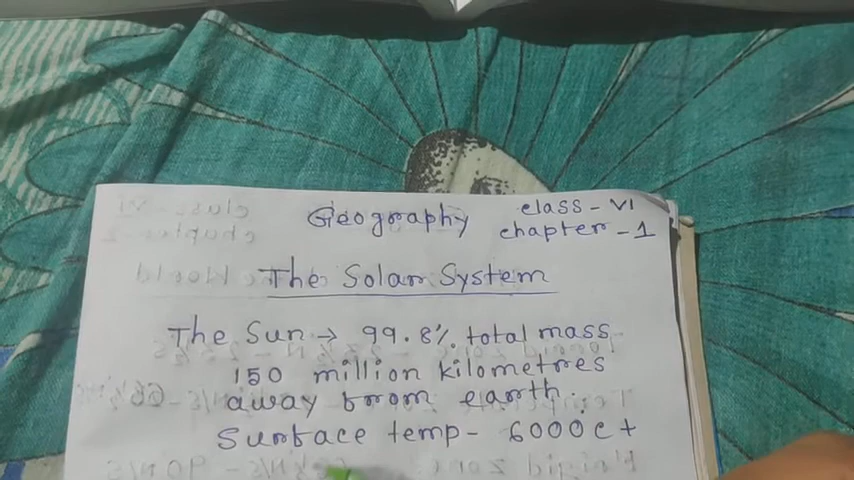 Geography class - VI
chapter - 1
The Solar System
The Sun → 99.8% total mass
150 million kilometres
away from earth.
Surface temp - 6000c +